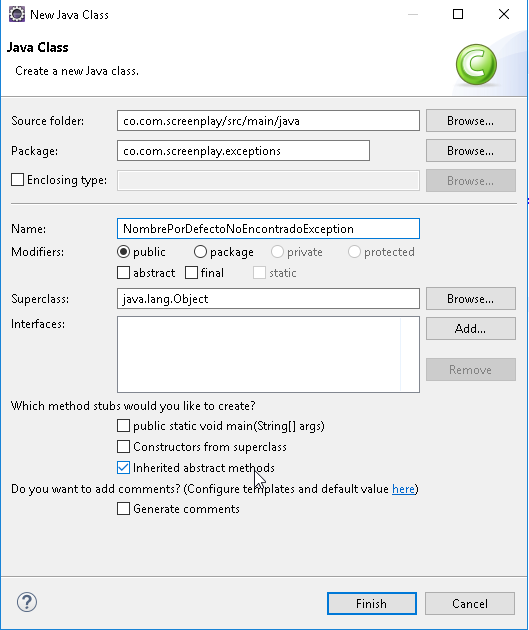 New Java Class
Java Class
Create a new Java class.
C
Source folder: co.com.screenplay/src/main/java Browse...
Package: co.com.screenplay.exceptions Browse...
Enclosing type: Browse...
Name: NombrePorDefectoNoEncontradoException
Modifiers: public package private protected
abstract final static
Superclass: java.lang.Object Browse...
Interfaces: Add...
Remove
Which method stubs would you like to create?
public static void main(String[] args)
Constructors from superclass
Inherited abstract methods
Do you want to add comments? (Configure templates and default value here)
Generate comments
? Finish Cancel